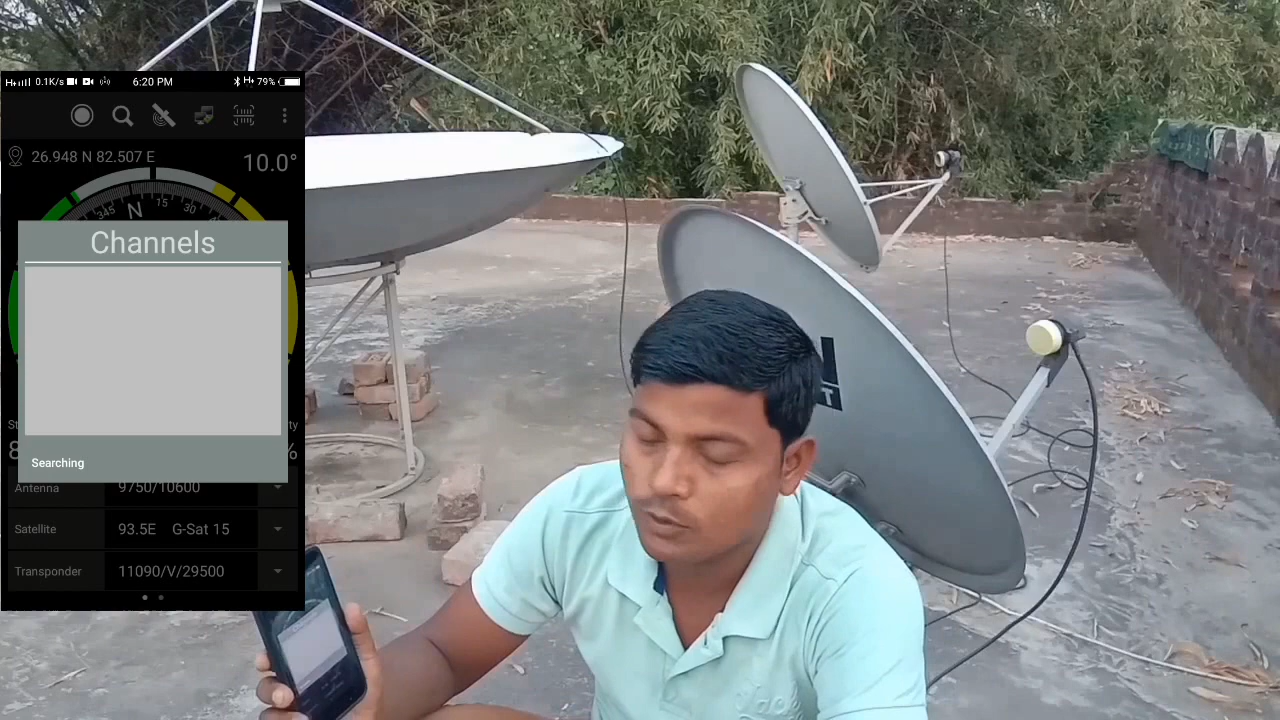 0.1K/s 6:20 PM H+ 79%
26.948 N 82.507 E 10.0°
345 N 15 30
Channels
Searching
Antenna 9750/10600
Satellite 93.5E G-Sat 15
Transponder 11090/V/29500